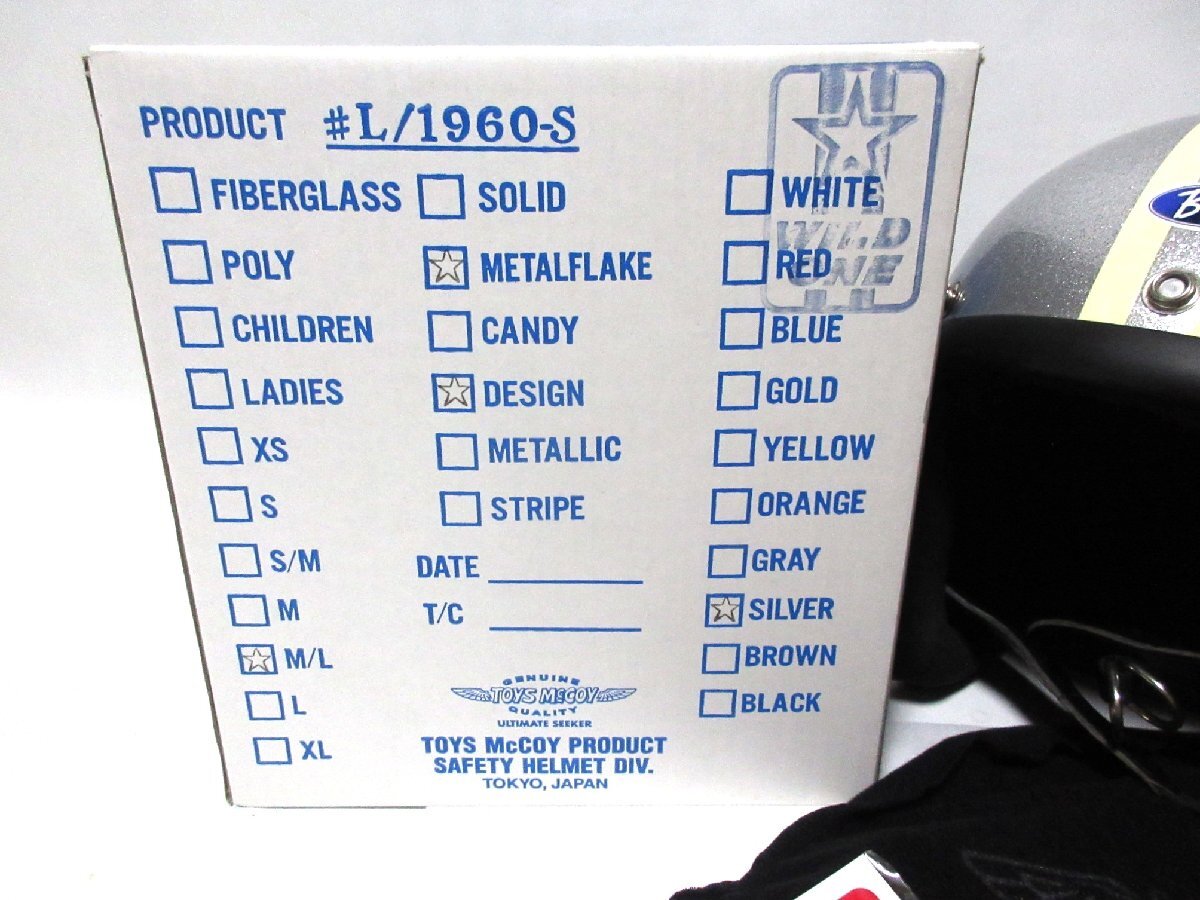 PRODUCT #L/1960-S
FIBERGLASS
POLY
CHILDREN
LADIES
XS
S
S/M
M
M/L
L
XL
SOLID
METALFLAKE
CANDY
DESIGN
METALLIC
STRIPE
DATE
T/C
WHITE
RED
BLUE
GOLD
YELLOW
ORANGE
GRAY
SILVER
BROWN
BLACK
WILD
ONE
GENUINE
TOYS McCOY
QUALITY
ULTIMATE SEEKER
TOYS McCOY PRODUCT
SAFETY HELMET DIV.
TOKYO, JAPAN